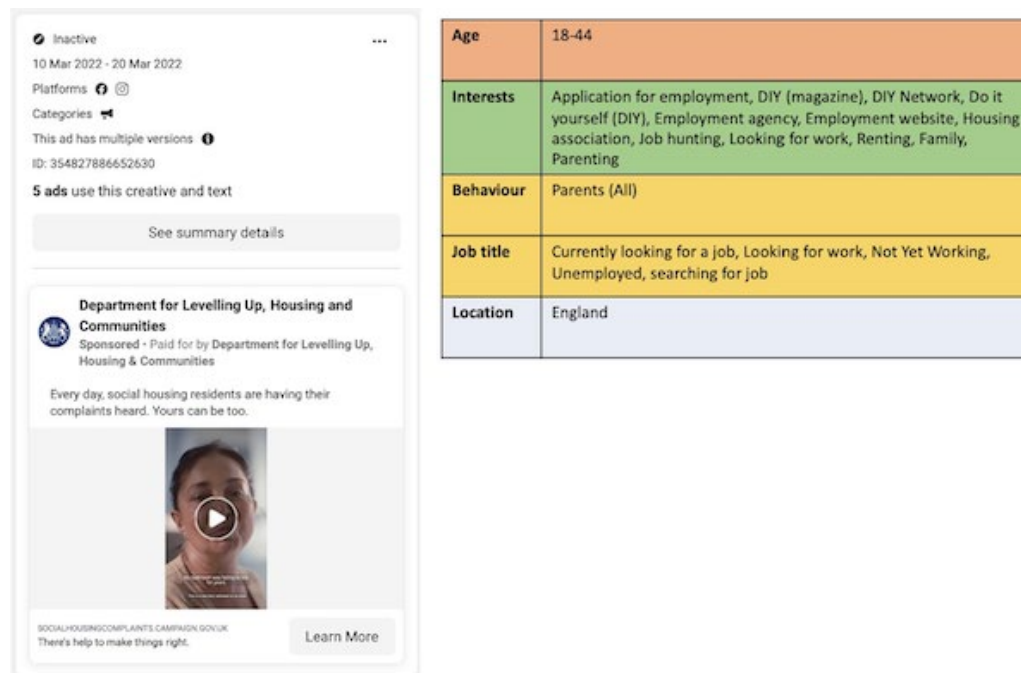 Inactive
10 Mar 2022 - 20 Mar 2022
Platforms
Categories
This ad has multiple versions
ID: 354827886652630
5 ads use this creative and text
See summary details
Department for Levelling Up, Housing and
Communities
Sponsored • Paid for by Department for Levelling Up,
Housing & Communities
Every day, social housing residents are having their
complaints heard. Yours can be too.
for years
SOCIALHOUSINGCOMPLAINTS.CAMPAIGN.GOV.UK
There's help to make things right.
Learn More
Age 18-44
Interests Application for employment, DIY (magazine), DIY Network, Do it
yourself (DIY), Employment agency, Employment website, Housing
association, Job hunting, Looking for work, Renting, Family,
Parenting
Behaviour Parents (All)
Job title Currently looking for a job, Looking for work, Not Yet Working,
Unemployed, searching for job
Location England